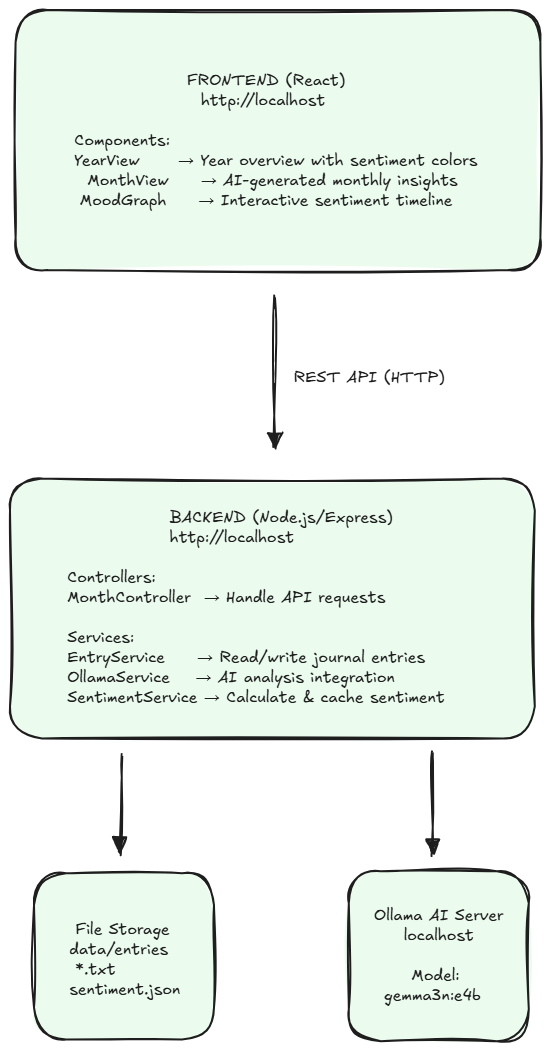 FRONTEND (React)
http://localhost
Components:
YearView → Year overview with sentiment colors
MonthView → AI-generated monthly insights
MoodGraph → Interactive sentiment timeline
REST API (HTTP)
BACKEND (Node.js/Express)
http://localhost
Controllers:
MonthController → Handle API requests
Services:
EntryService → Read/write journal entries
OllamaService → AI analysis integration
SentimentService → Calculate & cache sentiment
File Storage
data/entries
*.txt
sentiment.json
Ollama AI Server
localhost
Model:
gemma3n:e4b